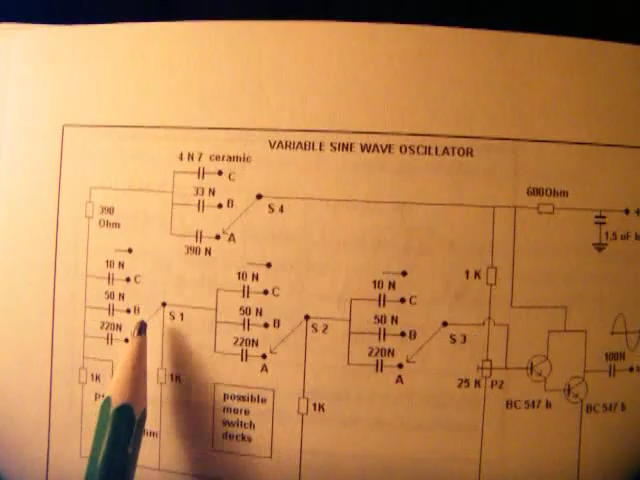 VARIABLE SINE WAVE OSCILLATOR
4 N 7 ceramic
C
33 N
B
S 4
A
390 N
390
Ohm
600 Ohm
+
1,5 uF
1 K
10 N
C
50 N
B
220N
S 1
10 N
C
50 N
B
220N
A
S 2
10 N
C
50 N
B
220N
A
S 3
1K
1K
1K
25 K
P2
BC 547 b
BC 547 b
100N
possible
more
switch
decks